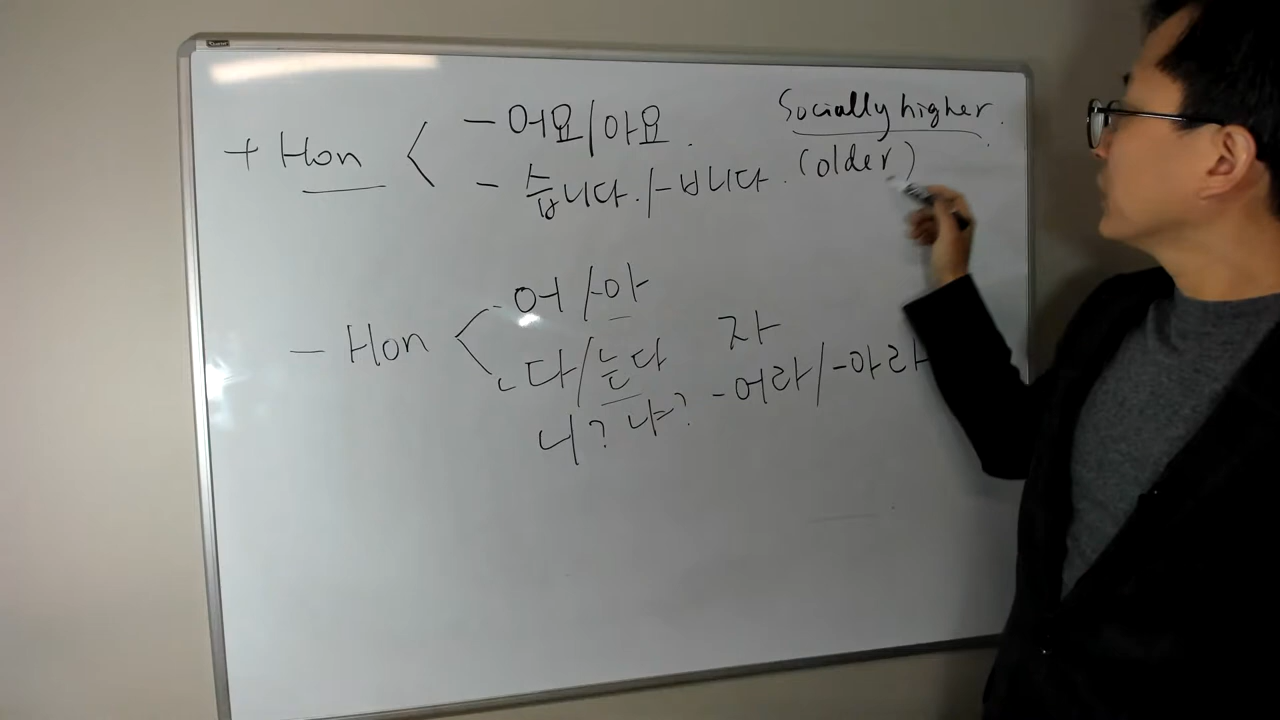 + Hon < -어요/아요.
- 습니다./-ㅂ니다.
Socially higher.
(older)
- Hon < -어/-아
-다/는다
니? 냐?
자
-어라/-아라